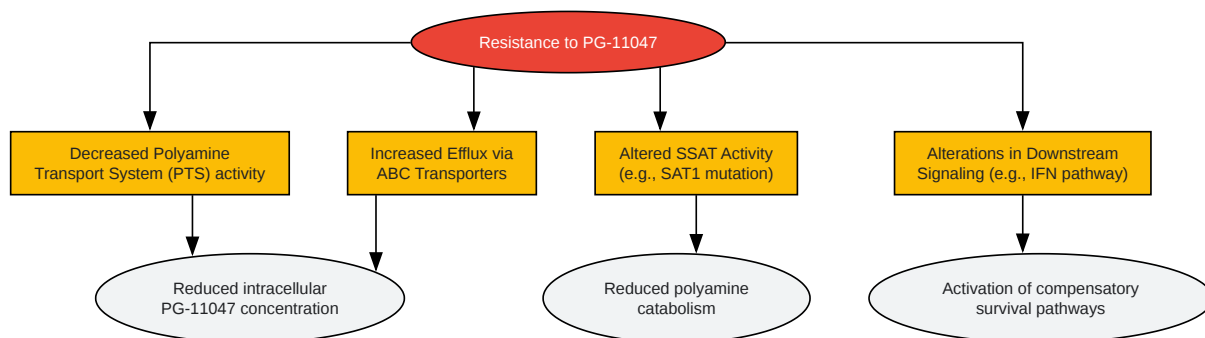 Resistance to PG-11047
Decreased Polyamine
Transport System (PTS) activity
Increased Efflux via
ABC Transporters
Altered SSAT Activity
(e.g., SAT1 mutation)
Alterations in Downstream
Signaling (e.g., IFN pathway)
Reduced intracellular
PG-11047 concentration
Reduced polyamine
catabolism
Activation of compensatory
survival pathways